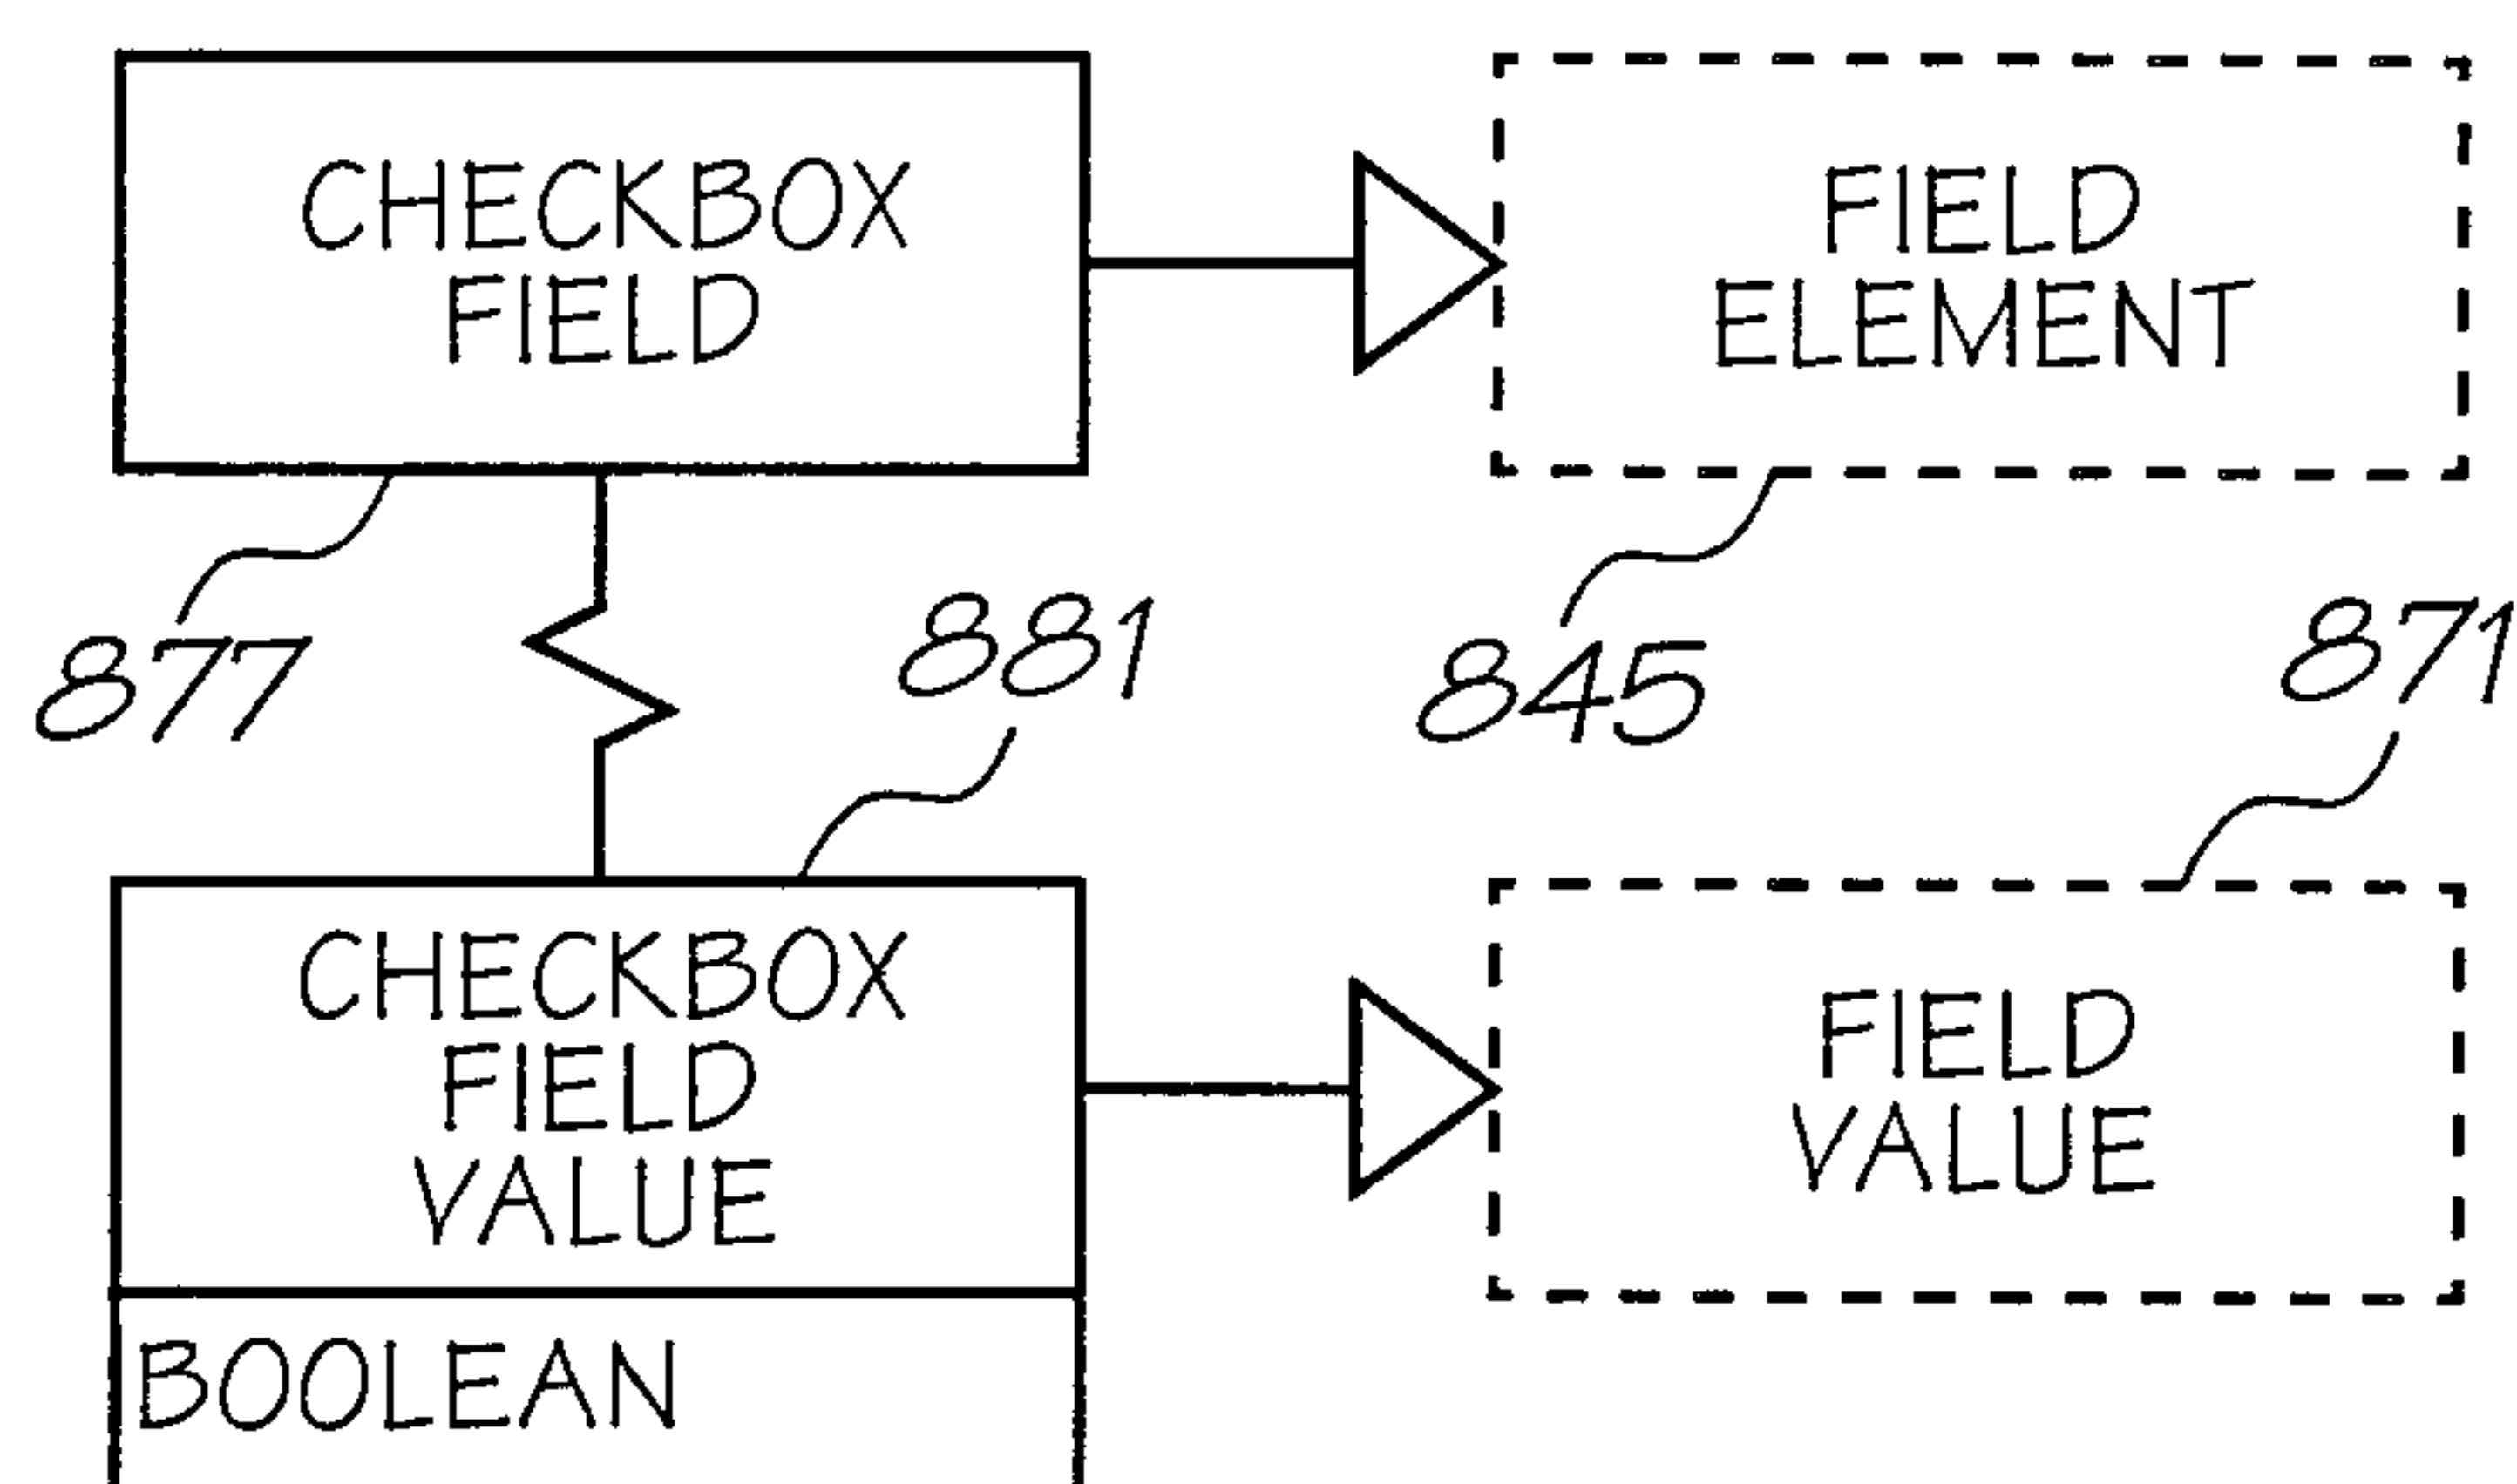 CHECKBOX
FIELD
FIELD
ELEMENT
877
881
845
871
CHECKBOX
FIELD
VALUE
FIELD
VALUE
BOOLEAN